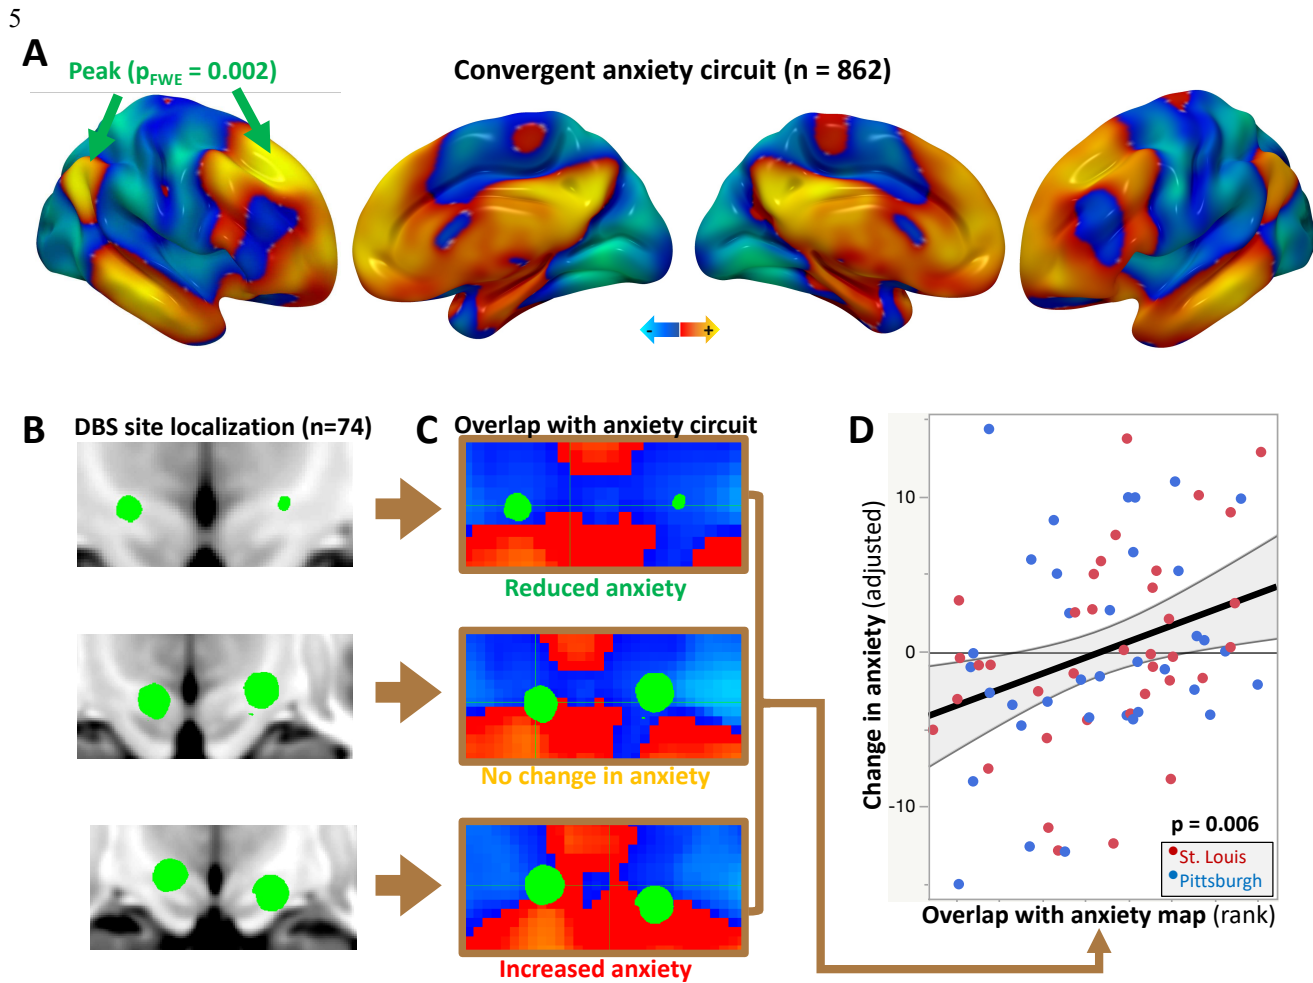 5
A
Peak (pFWE = 0.002)
Convergent anxiety circuit (n = 862)
- +
B
DBS site localization (n=74)
C
Overlap with anxiety circuit
Reduced anxiety
No change in anxiety
Increased anxiety
D
Change in anxiety (adjusted)
10
0
-10
p = 0.006
St. Louis
Pittsburgh
Overlap with anxiety map (rank)